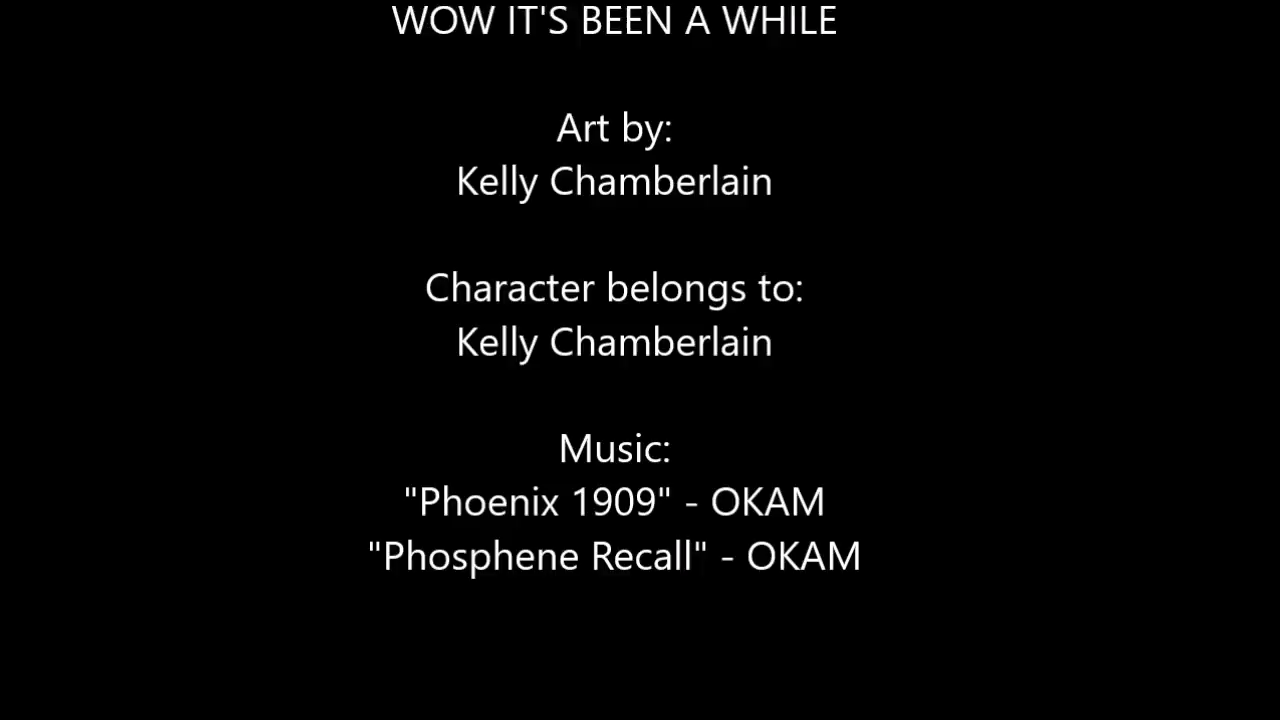 WOW IT'S BEEN A WHILE
Art by:
Kelly Chamberlain
Character belongs to:
Kelly Chamberlain
Music:
"Phoenix 1909" - OKAM
"Phosphene Recall" - OKAM